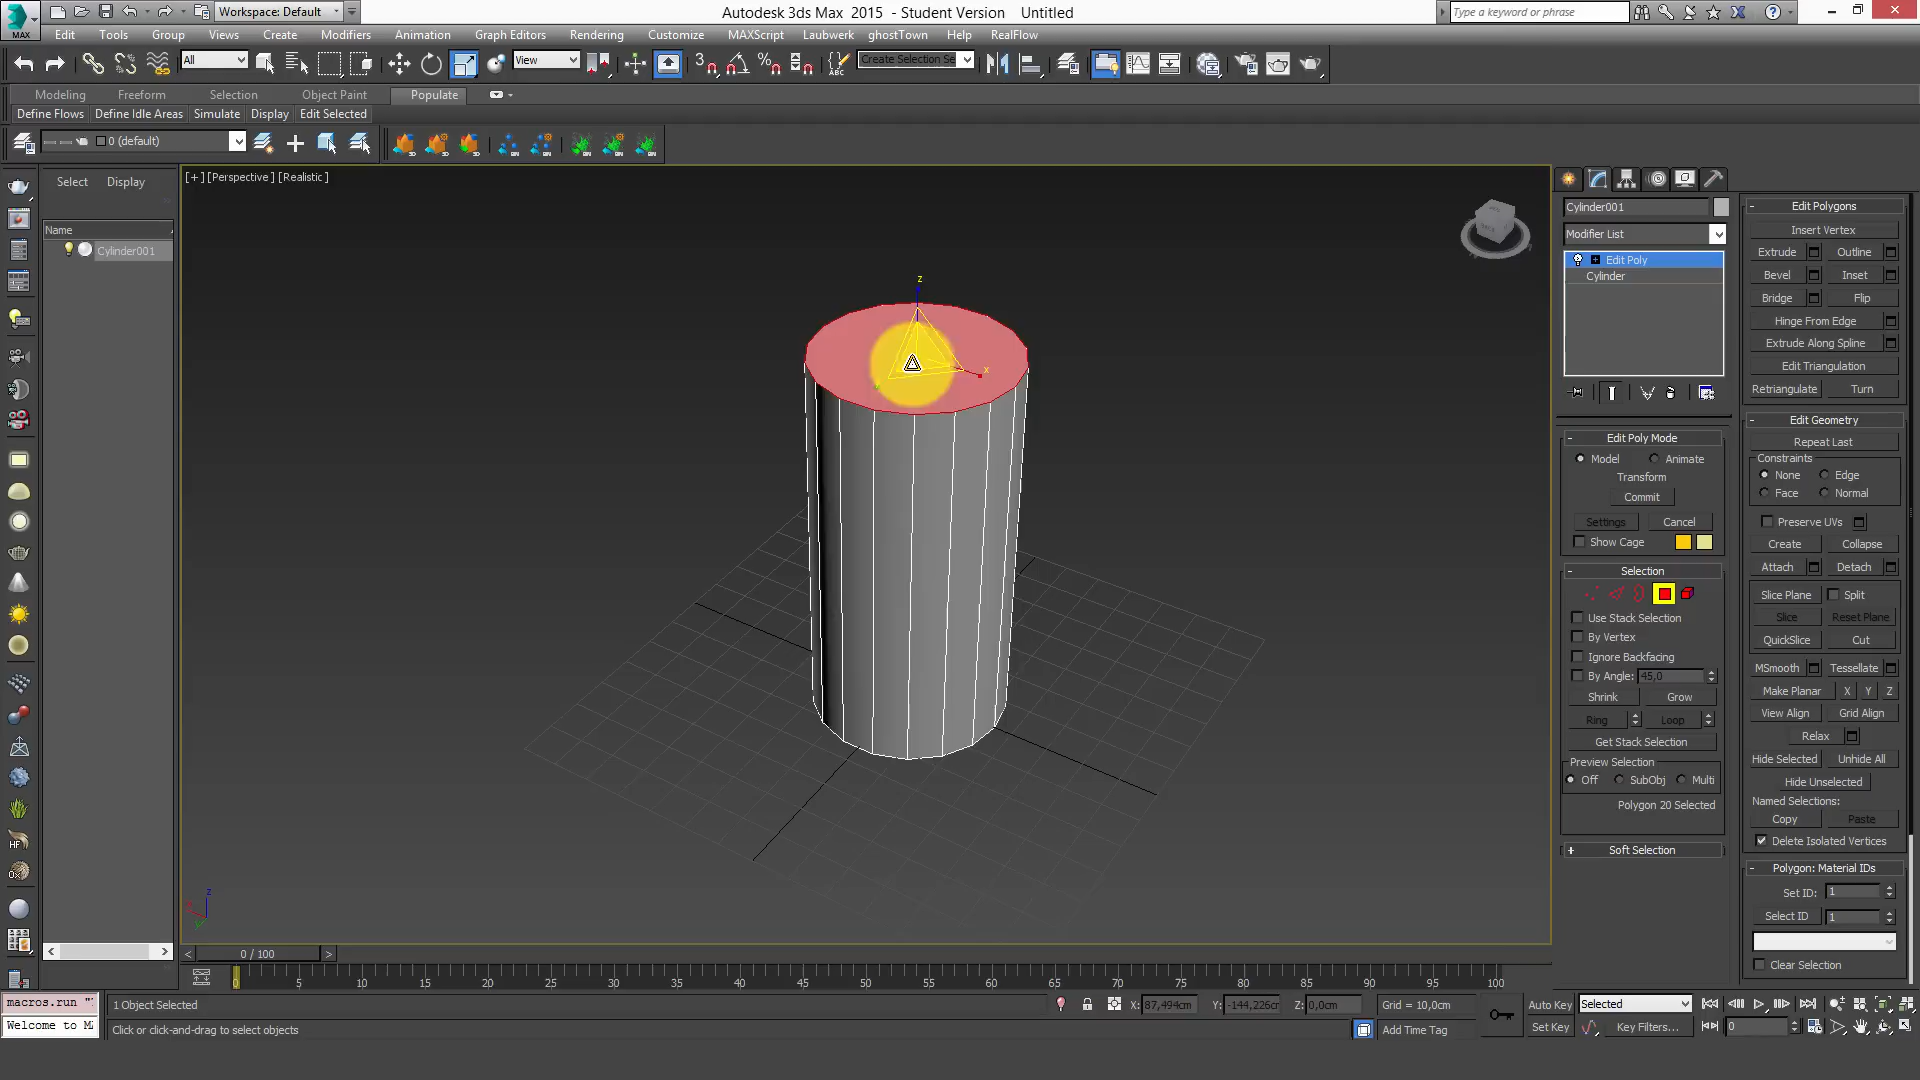 Workspace: Default
Autodesk 3ds Max 2015 - Student Version Untitled
Type a keyword or phrase
MAX
Edit Tools Group Views Create Modifiers Animation Graph Editors Rendering Customize MAXScript Laubwerk ghostTown Help RealFlow
All
View
3
Create Selection Se
Modeling Freeform Selection Object Paint Populate
Define Flows Define Idle Areas Simulate Display Edit Selected
0 (default)
Select Display
Name
Cylinder001
[+] [Perspective] [Realistic]
z
x
y
Cylinder001
Modifier List
Edit Poly
Cylinder
Edit Poly Mode
Model Animate
Transform
Commit
Settings Cancel
Show Cage
Selection
Use Stack Selection
By Vertex
Ignore Backfacing
By Angle: 45,0
Shrink Grow
Ring Loop
Get Stack Selection
Preview Selection
Off SubObj Multi
Polygon 20 Selected
Soft Selection
Edit Polygons
Insert Vertex
Extrude Outline
Bevel Inset
Bridge Flip
Hinge From Edge
Extrude Along Spline
Edit Triangulation
Retriangulate Turn
Edit Geometry
Repeat Last
Constraints
None Edge
Face Normal
Preserve UVs
Create Collapse
Attach Detach
Slice Plane Split
Slice Reset Plane
QuickSlice Cut
MSmooth Tessellate
Make Planar X Y Z
View Align Grid Align
Relax
Hide Selected Unhide All
Hide Unselected
Named Selections:
Copy Paste
Delete Isolated Vertices
Polygon: Material IDs
Set ID: 1
Select ID 1
Clear Selection
z
0 / 100
0 5 10 15 20 25 30 35 40 45 50 55 60 65 70 75 80 85 90 95 100
macros.run "
Welcome to M
1 Object Selected
Click or click-and-drag to select objects
X: 87,494cm Y: -144,226cm Z: 0,0cm Grid = 10,0cm
Add Time Tag
Auto Key Selected
Set Key Key Filters... 0